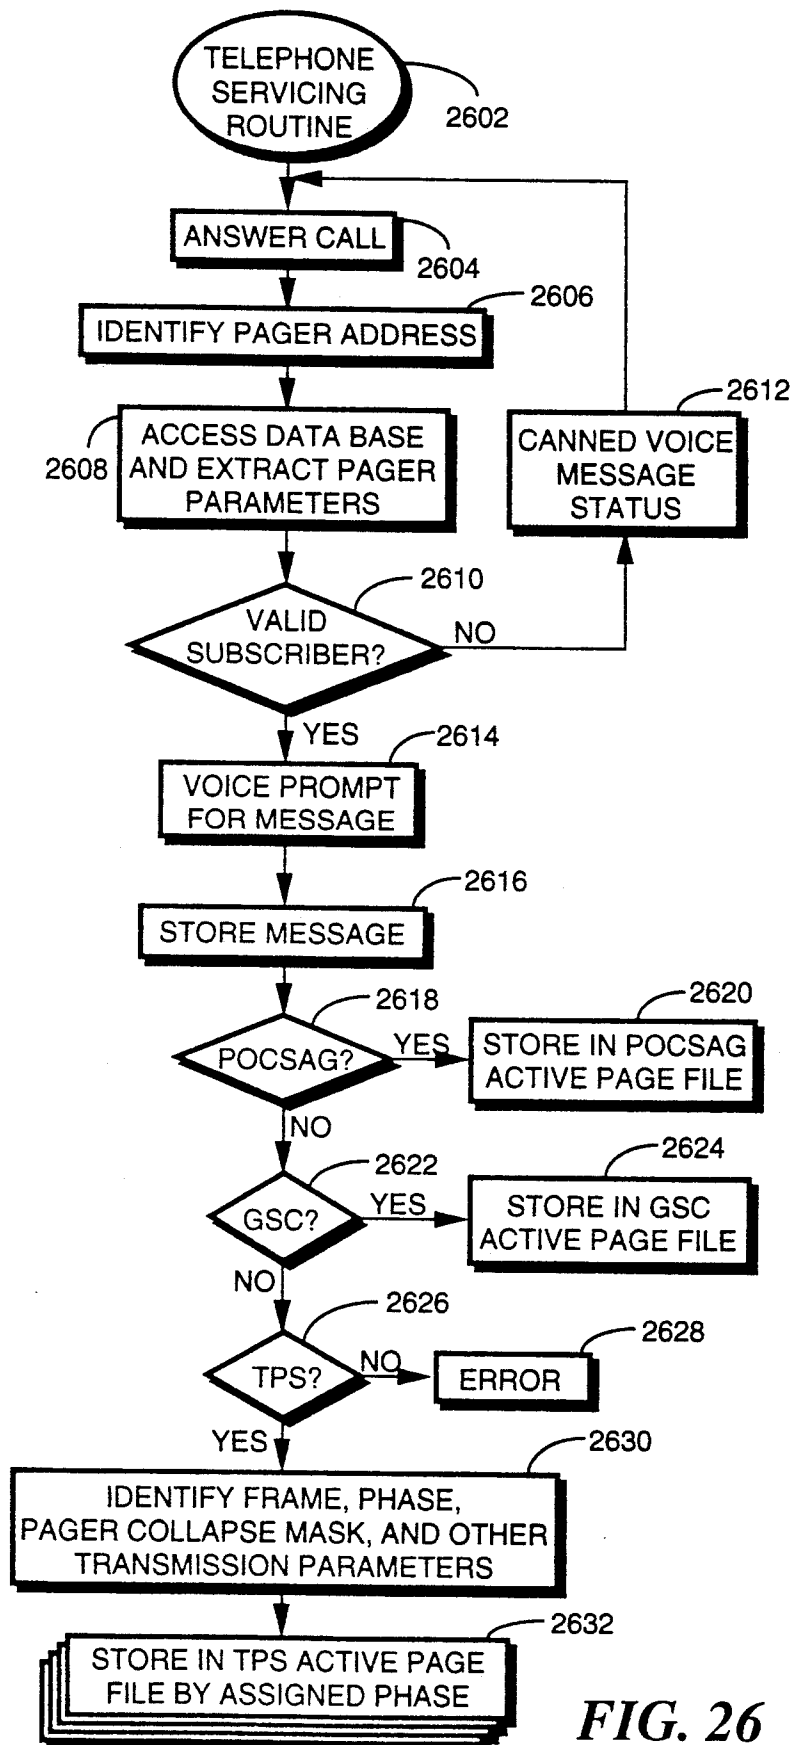 TELEPHONE
SERVICING
ROUTINE
2602
ANSWER CALL
2604
2606
IDENTIFY PAGER ADDRESS
2608
ACCESS DATA BASE
AND EXTRACT PAGER
PARAMETERS
2612
CANNED VOICE
MESSAGE
STATUS
2610
VALID
SUBSCRIBER?
NO
YES
2614
VOICE PROMPT
FOR MESSAGE
2616
STORE MESSAGE
2618
POCSAG?
YES
2620
STORE IN POCSAG
ACTIVE PAGE FILE
NO
2622
GSC?
YES
2624
STORE IN GSC
ACTIVE PAGE FILE
NO
2626
TPS?
NO
2628
ERROR
YES
2630
IDENTIFY FRAME, PHASE,
PAGER COLLAPSE MASK, AND OTHER
TRANSMISSION PARAMETERS
2632
STORE IN TPS ACTIVE PAGE
FILE BY ASSIGNED PHASE
FIG. 26